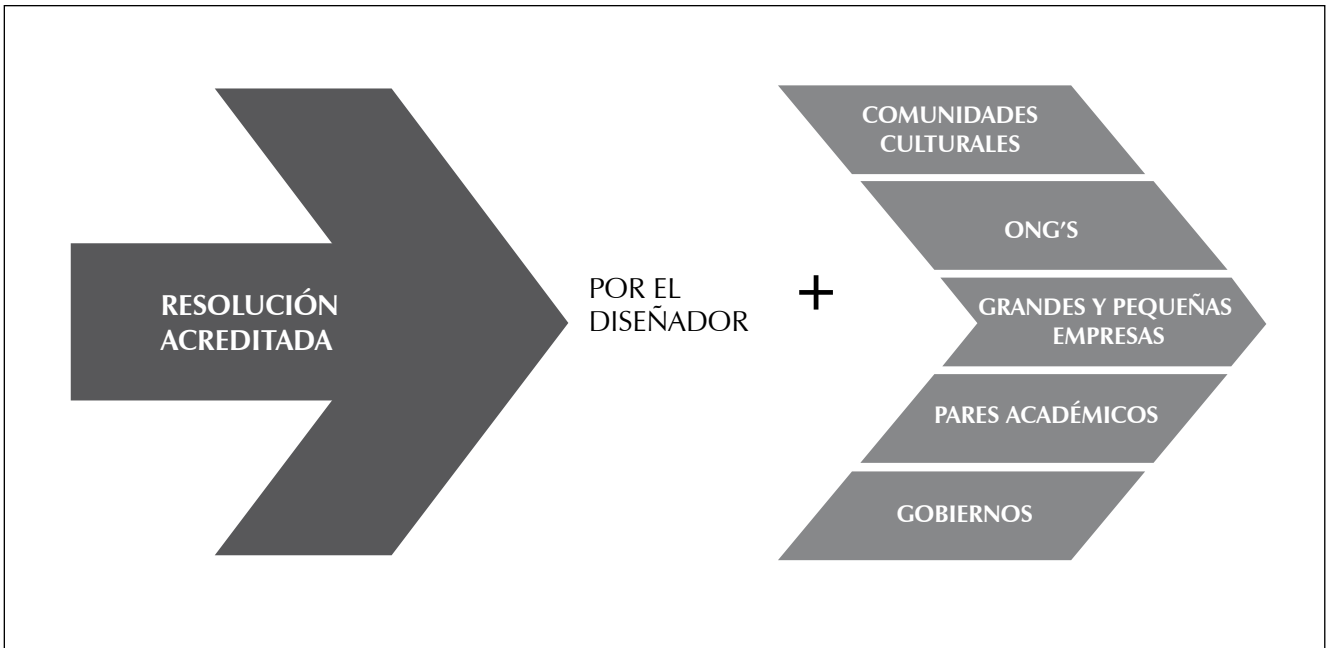 RESOLUCIÓN
ACREDITADA
POR EL
DISEÑADOR
+
COMUNIDADES
CULTURALES
ONG'S
GRANDES Y PEQUEÑAS
EMPRESAS
PARES ACADÉMICOS
GOBIERNOS